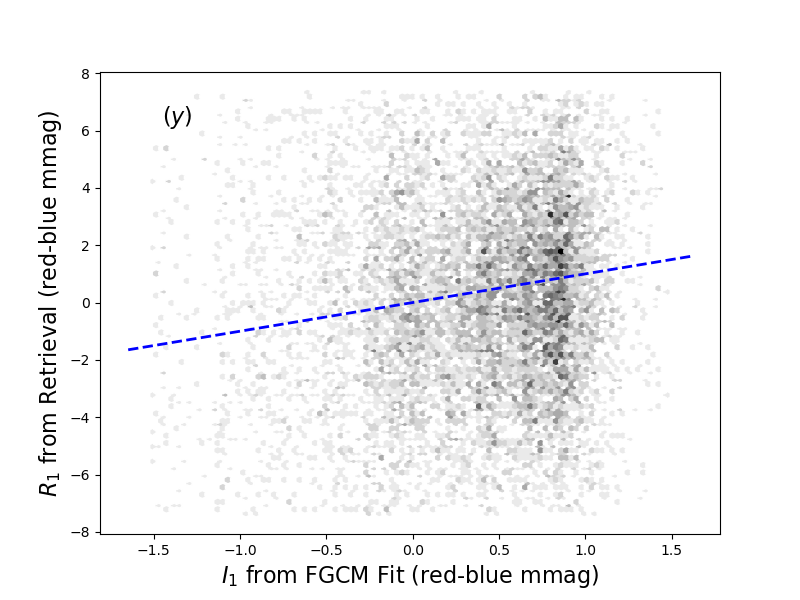 8
6
4
2
0
−2
−4
−6
−8
(y)
R₁ from Retrieval (red-blue mmag)
−1.5 −1.0 −0.5 0.0 0.5 1.0 1.5
I₁ from FGCM Fit (red-blue mmag)